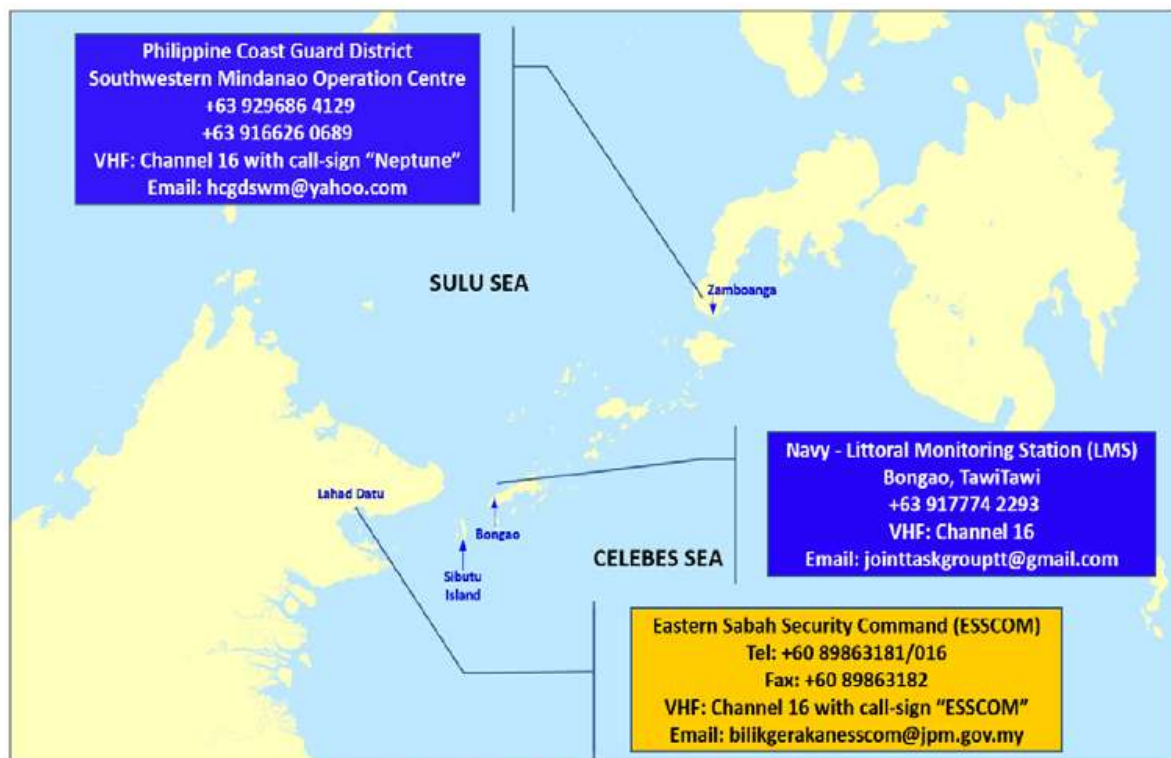 Philippine Coast Guard District
Southwestern Mindanao Operation Centre
+63 929686 4129
+63 916626 0689
VHF: Channel 16 with call-sign “Neptune”
Email: hcgdswm@yahoo.com
SULU SEA
Zamboanga
Navy - Littoral Monitoring Station (LMS)
Bongao, TawiTawi
+63 917774 2293
VHF: Channel 16
Email: jointtaskgrouptt@gmail.com
Lahad Datu
Bongao
CELEBES SEA
Sibutu
Island
Eastern Sabah Security Command (ESSCOM)
Tel: +60 89863181/016
Fax: +60 89863182
VHF: Channel 16 with call-sign “ESSCOM”
Email: bilikgerakanesscom@jpm.gov.my